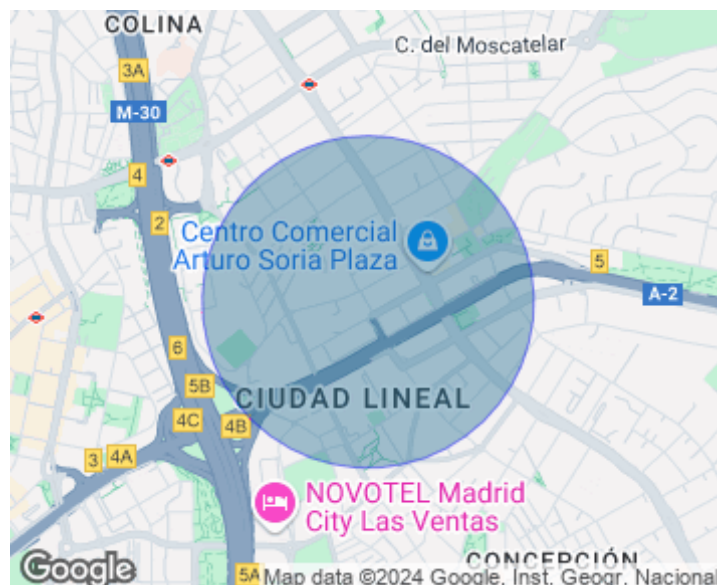 COLINA
C. del Moscatelar
3A
M-30
4
2
Centro Comercial
Arturo Soria Plaza
5
A-2
6
5B
CIUDAD LINEAL
4C
4B
3
4A
NOVOTEL Madrid
City Las Ventas
CONCEPCIÓN
Google
5A
Map data ©2024 Google, Inst. Geogr. Nacional